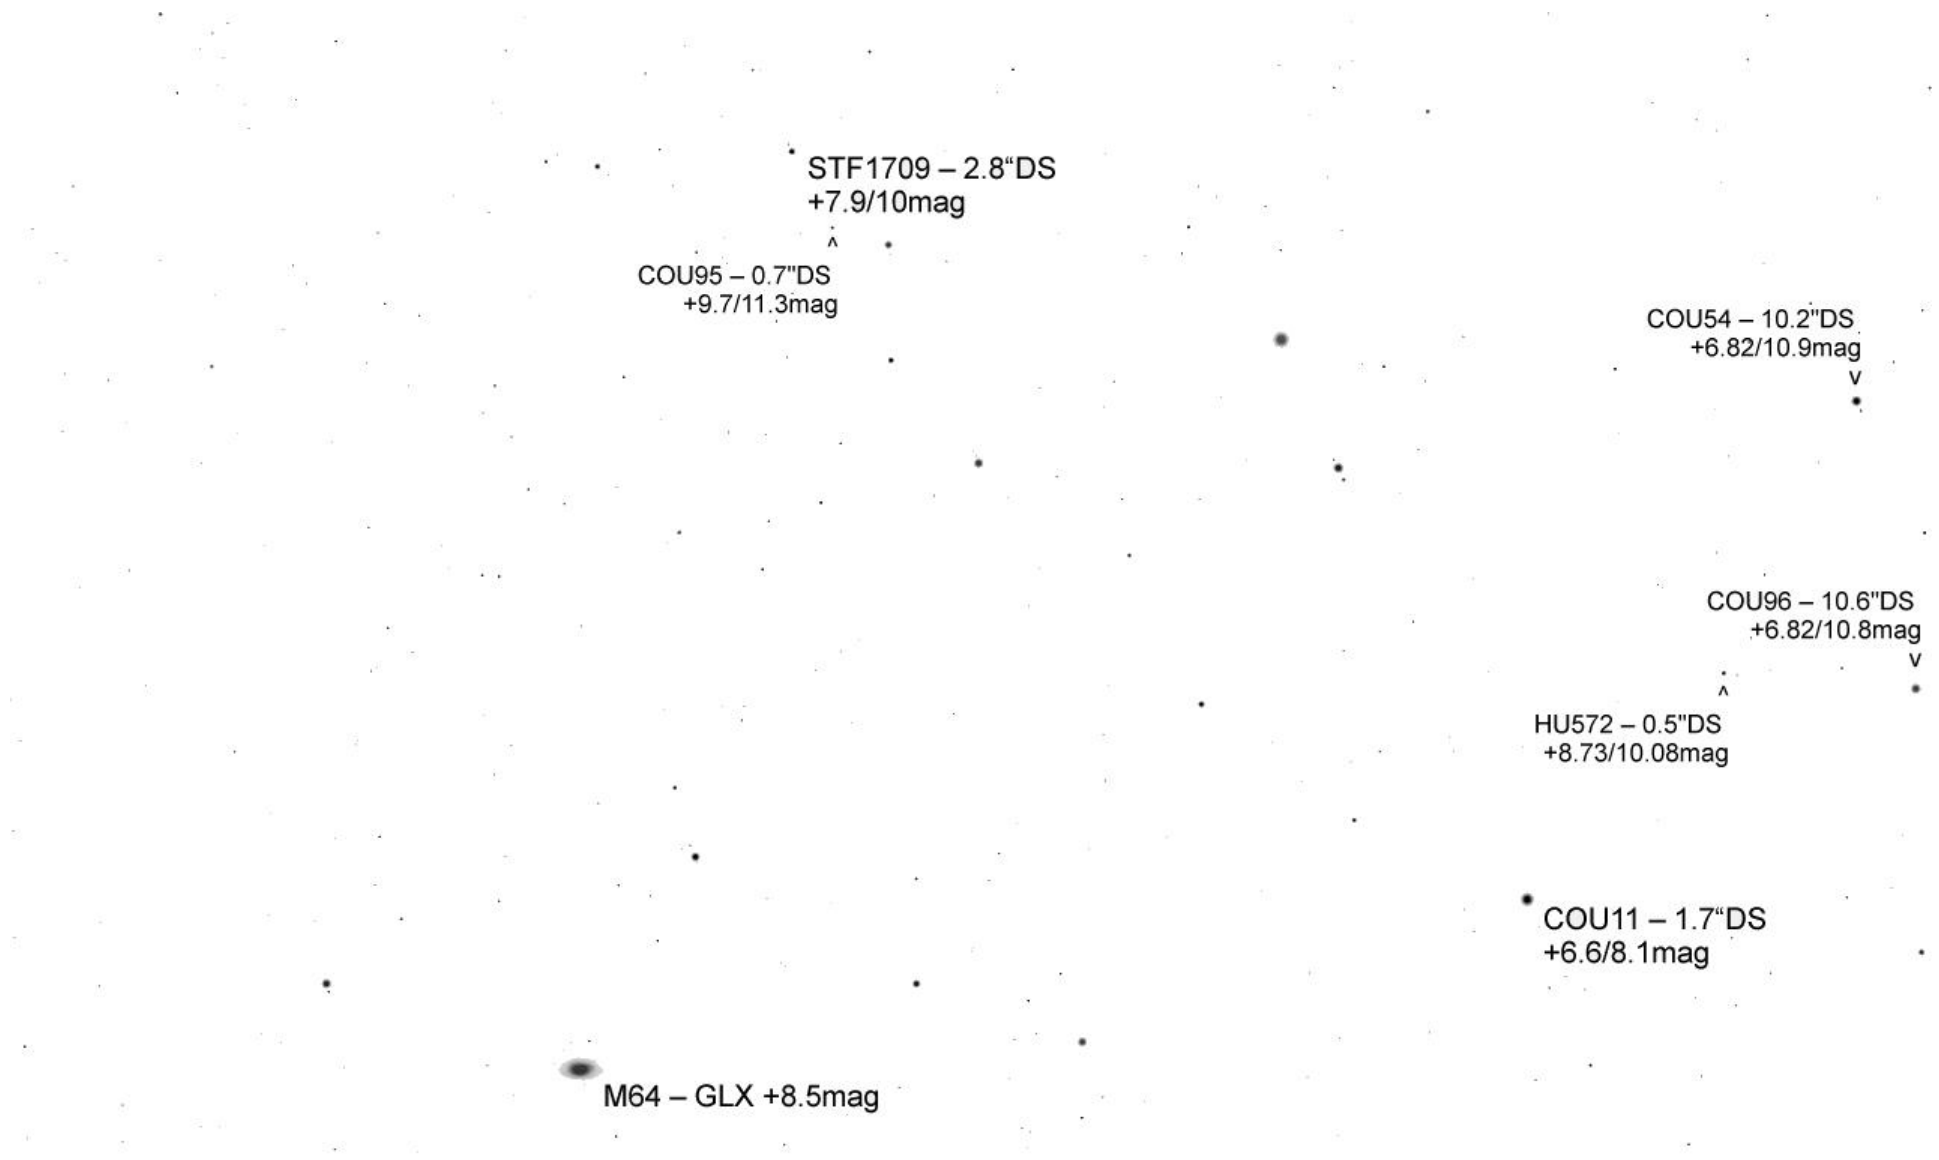 STF1709 – 2.8“DS
+7.9/10mag
^
COU95 – 0.7"DS
+9.7/11.3mag
COU54 – 10.2"DS
+6.82/10.9mag
v
COU96 – 10.6"DS
+6.82/10.8mag
v
^
HU572 – 0.5"DS
+8.73/10.08mag
COU11 – 1.7“DS
+6.6/8.1mag
M64 – GLX +8.5mag